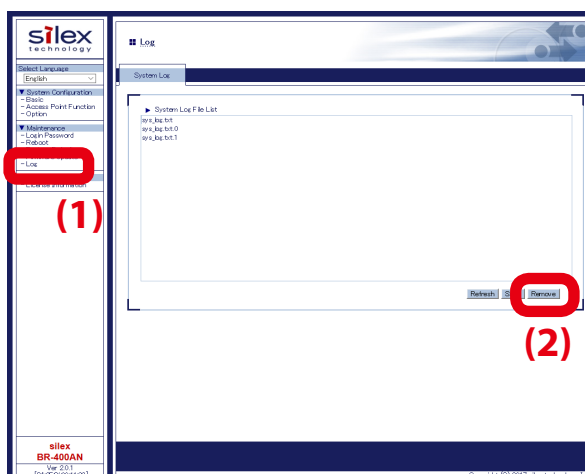 silex
technology
Select Language
English
▼ System Configuration
- Basic
- Access Point Function
- Option
▼ Maintenance
- Login Password
- Reboot
- Log
- License Information
(1)
silex
BR-400AN
Ver 2.0.1
Log
System Log
► System Log File List
sys_log.txt
sys_log.txt.0
sys_log.txt.1
Refresh
Remove
(2)